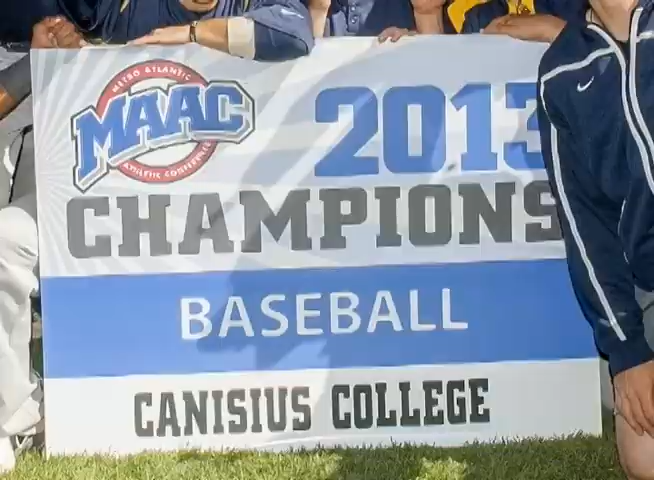 METRO ATLANTIC
MAAC
ATHLETIC CONFERENCE
2013
CHAMPIONS
BASEBALL
CANISIUS COLLEGE